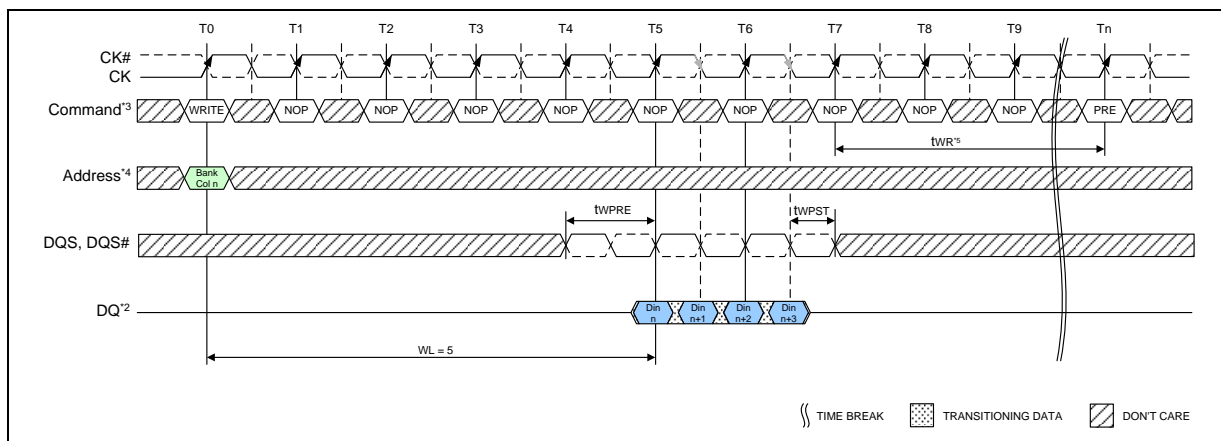 T0 T1 T2 T3 T4 T5 T6 T7 T8 T9 Tn
CK#
CK
Command*3 WRITE NOP NOP NOP NOP NOP NOP NOP NOP NOP PRE
tWR*5
Address*4 Bank Col n
tWPRE tWPST
DQS, DQS#
DQ*2 Din n Din n+1 Din n+2 Din n+3
WL = 5
TIME BREAK TRANSITIONING DATA DON'T CARE